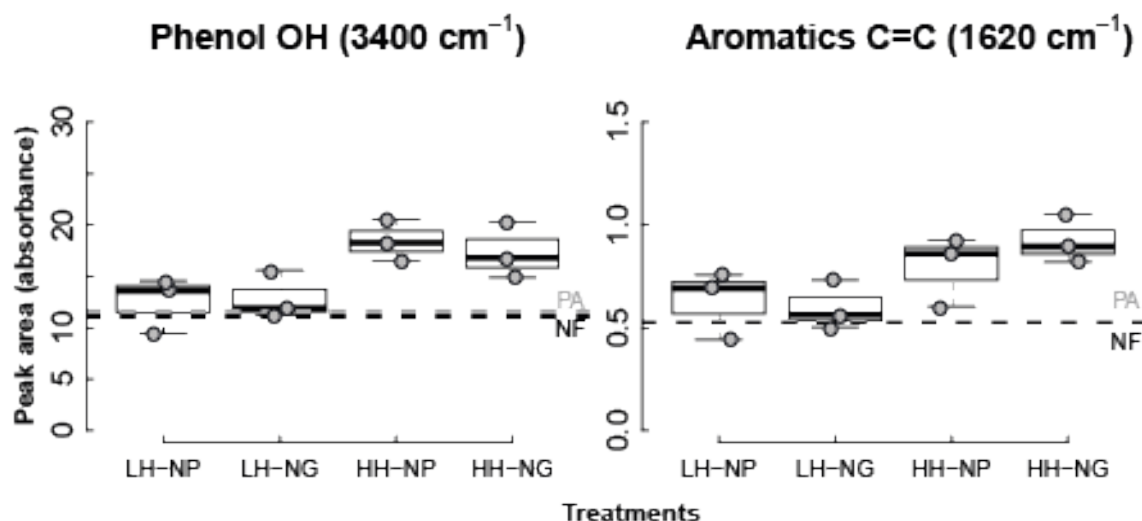 Phenol OH (3400 cm⁻¹)
Aromatics C=C (1620 cm⁻¹)
Peak area (absorbance)
30
20
10
5
0
PA
NF
LH−NP
LH−NG
HH−NP
HH−NG
1.5
1.0
0.5
0.0
PA
NF
LH−NP
LH−NG
HH−NP
HH−NG
Treatments